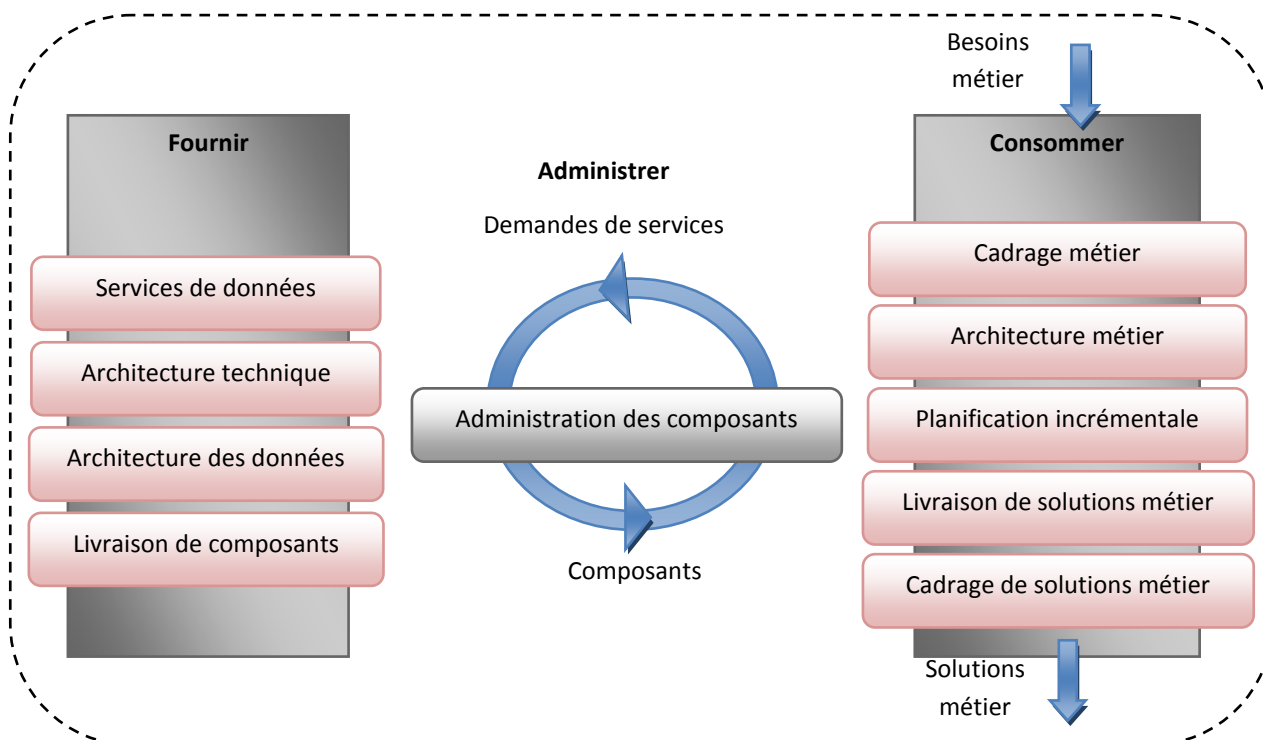 Fournir
Services de données
Architecture technique
Architecture des données
Livraison de composants
Administrer
Demandes de services
Administration des composants
Composants
Besoins
métier
Consommer
Cadrage métier
Architecture métier
Planification incrémentale
Livraison de solutions métier
Cadrage de solutions métier
Solutions
métier